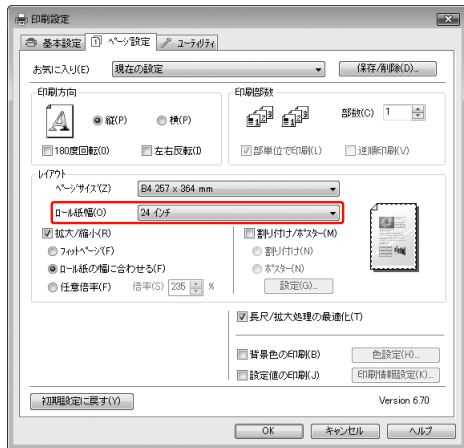 印刷設定
基本設定 ページ設定 ユーティリティ
お気に入り(E) 現在の設定 保存/削除(D)...
印刷方向
A 縦(P) 横(P)
180度回転(0) 左右反転(I)
印刷部数
1 2 3 1 2 3 部数(C) 1
部単位で印刷(L) 逆順印刷(V)
レイアウト
ページサイズ(Z) B4 257 x 364 mm
ロール紙幅(O) 24 インチ
拡大/縮小(R)
フィットページ(F)
ロール紙の幅に合わせる(F)
任意倍率(F) 倍率(S) 235 %
割り付け/ポスター(M)
割り付け(N)
ポスター(N)
設定(G)...
長尺/拡大処理の最適化(T)
背景色の印刷(B) 色設定(H)...
設定値の印刷(J) 印刷情報設定(K)...
初期設定に戻す(Y) Version 6.70
OK キャンセル ヘルプ